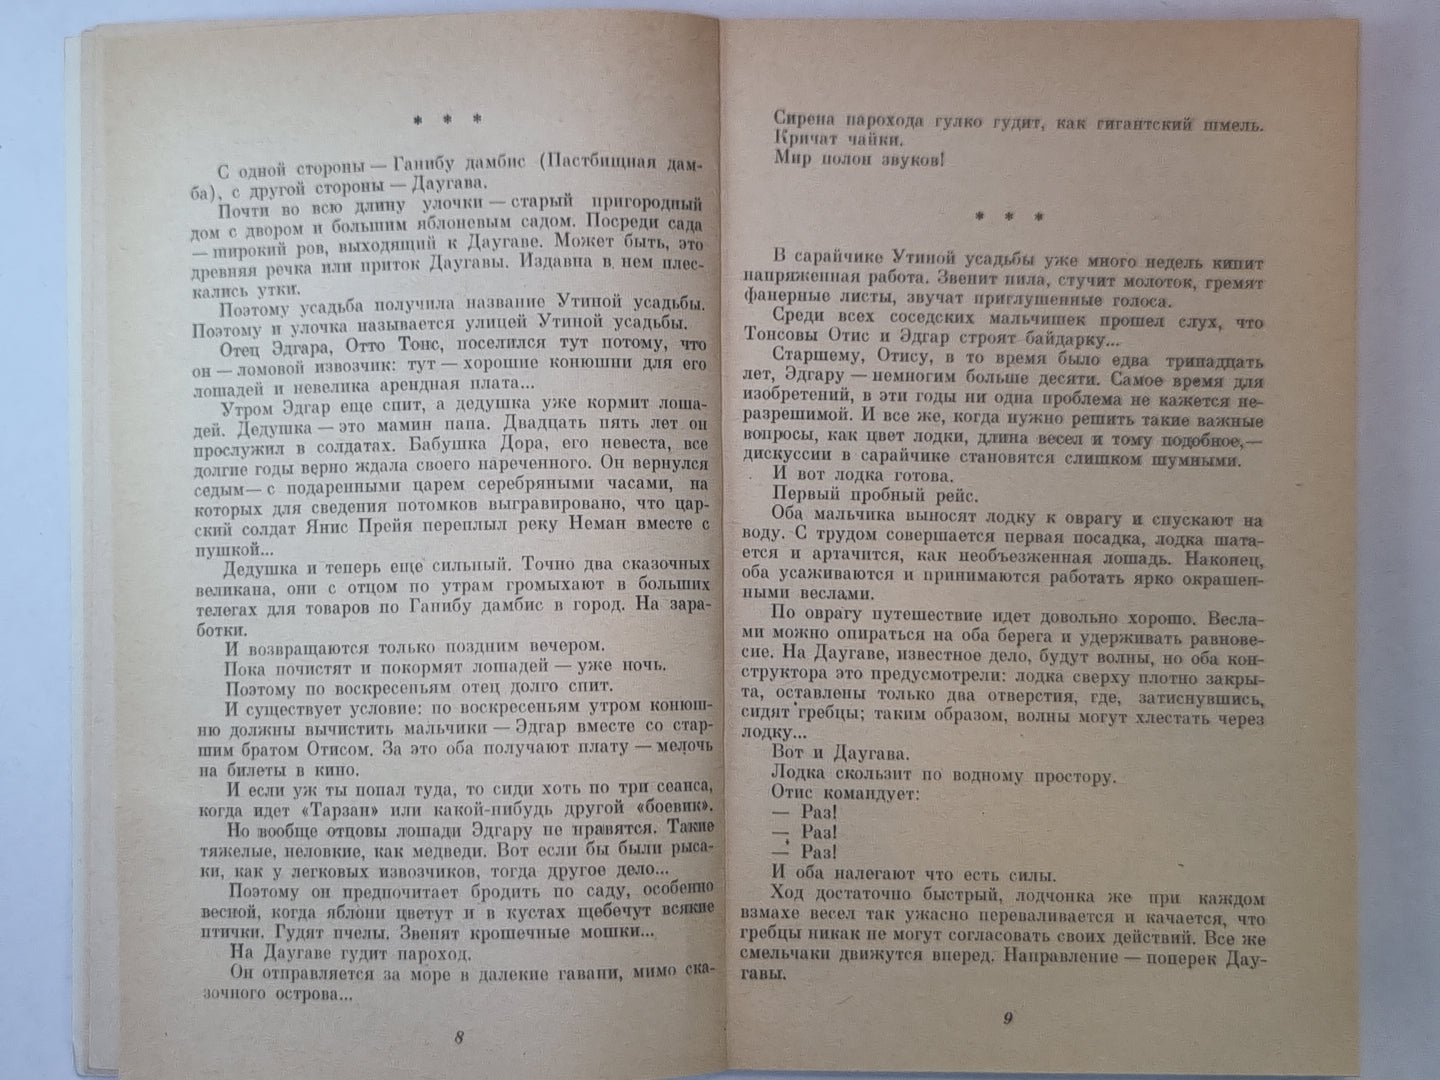 * * *
С одной стороны — Ганибу дамбис (Пастбищная дам-
ба), с другой стороны — Даугава.
Почти во всю длину улочки — старый пригородный
дом с двором и большим яблоневым садом. Посреди сада
— широкий ров, выходящий к Даугаве. Может быть, это
древняя речка или приток Даугавы. Издавна в нем плес-
кались утки.
Поэтому усадьба получила название Утиной усадьбы.
Поэтому и улочка называется улицей Утиной усадьбы.
Отец Эдгара, Отто Тонс, поселился тут потому, что
он — ломовой извозчик: тут — хорошие конюшни для его
лошадей и невелика арендная плата...
Утром Эдгар еще спит, а дедушка уже кормит лоша-
дей. Дедушка — это мамин папа. Двадцать пять лет он
прослужил в солдатах. Бабушка Дора, его невеста, все
долгие годы верно ждала своего нареченного. Он вернулся
седым — с подаренными царем серебряными часами, на
которых для сведения потомков выгравировано, что цар-
ский солдат Янис Прейя переплыл реку Неман вместе с
пушкой...
Дедушка и теперь еще сильный. Точно два сказочных
великана, они с отцом по утрам громыхают в больших
телегах для товаров по Ганибу дамбис в город. На зара-
ботки.
И возвращаются только поздним вечером.
Пока почистят и покормят лошадей — уже ночь.
Поэтому по воскресеньям отец долго спит.
И существует условие: по воскресеньям утром конюш-
ню должны вычистить мальчики — Эдгар вместе со стар-
шим братом Отисом. За это оба получают плату — мелочь
на билеты в кино.
И если уж ты попал туда, то сиди хоть по три сеанса,
когда идет «Тарзан» или какой-нибудь другой «боевик».
Но вообще отцовы лошади Эдгару не нравятся. Такие
тяжелые, неловкие, как медведи. Вот если бы были рыса-
ки, как у легковых извозчиков, тогда другое дело...
Поэтому он предпочитает бродить по саду, особенно
весной, когда яблони цветут и в кустах щебечут всякие
птички. Гудят пчелы. Звенят крошечные мошки...
На Даугаве гудит пароход.
Он отправляется за море в далекие гавани, мимо ска-
зочного острова...
8
Сирена парохода гулко гудит, как гигантский шмель.
Кричат чайки.
Мир полон звуков!
* * *
В сарайчике Утиной усадьбы уже много недель кипит
напряженная работа. Звенит пила, стучит молоток, гремят
фанерные листы, звучат приглушенные голоса.
Среди всех соседских мальчишек прошел слух, что
Тонсовы Отис и Эдгар строят байдарку...
Старшему, Отису, в то время было едва тринадцать
лет, Эдгару — немногим больше десяти. Самое время для
изобретений, в эти годы ни одна проблема не кажется не-
разрешимой. И все же, когда нужно решить такие важные
вопросы, как цвет лодки, длина весел и тому подобное,—
дискуссии в сарайчике становятся слишком шумными.
И вот лодка готова.
Первый пробный рейс.
Оба мальчика выносят лодку к оврагу и спускают на
воду. С трудом совершается первая посадка, лодка шата-
ется и артачится, как необъезженная лошадь. Наконец,
оба усаживаются и принимаются работать ярко окрашен-
ными веслами.
По оврагу путешествие идет довольно хорошо. Весла-
ми можно опираться на оба берега и удерживать равнове-
сие. На Даугаве, известное дело, будут волны, но оба кон-
структора это предусмотрели: лодка сверху плотно закры-
та, оставлены только два отверстия, где, затиснувшись,
сидят гребцы; таким образом, волны могут хлестать через
лодку...
Вот и Даугава.
Лодка скользит по водному простору.
Отис командует:
— Раз!
— Раз!
— Раз!
И оба налегают что есть силы.
Ход достаточно быстрый, лодчонка же при каждом
взмахе весел так ужасно переваливается и качается, что
гребцы никак не могут согласовать своих действий. Все же
смельчаки движутся вперед. Направление — поперек Дау-
гавы.
9